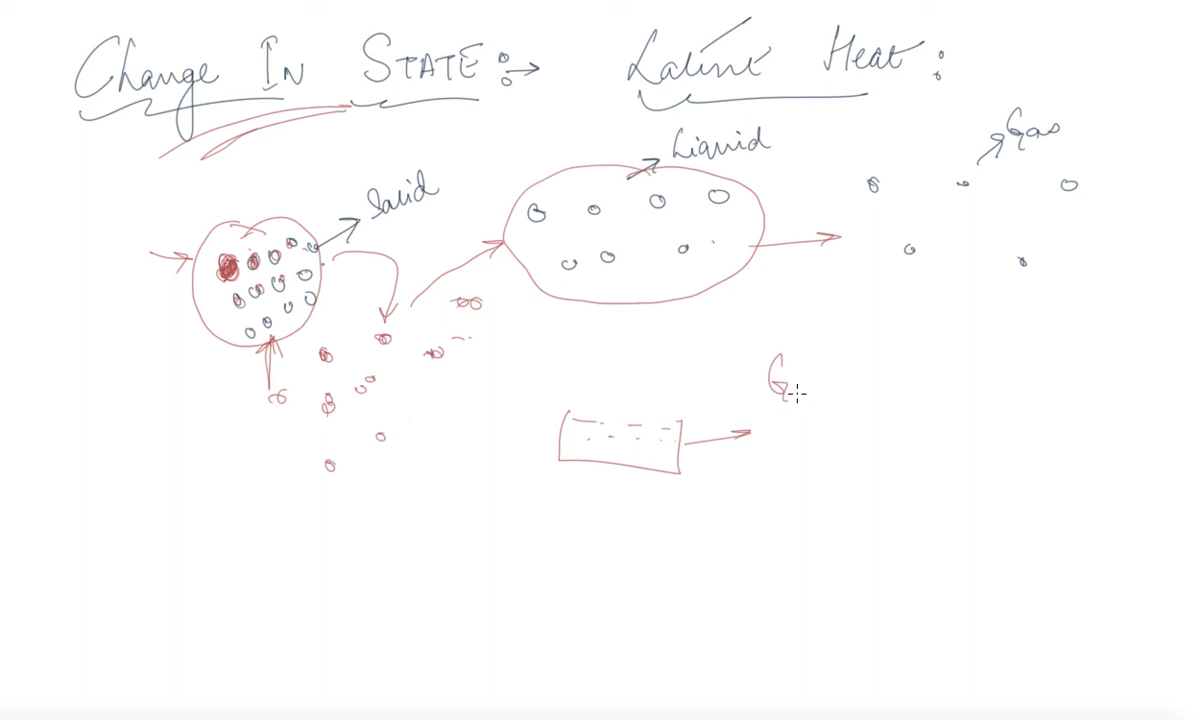 Change In STATE :→ Latent Heat :
Liquid
Gas
Solid
G